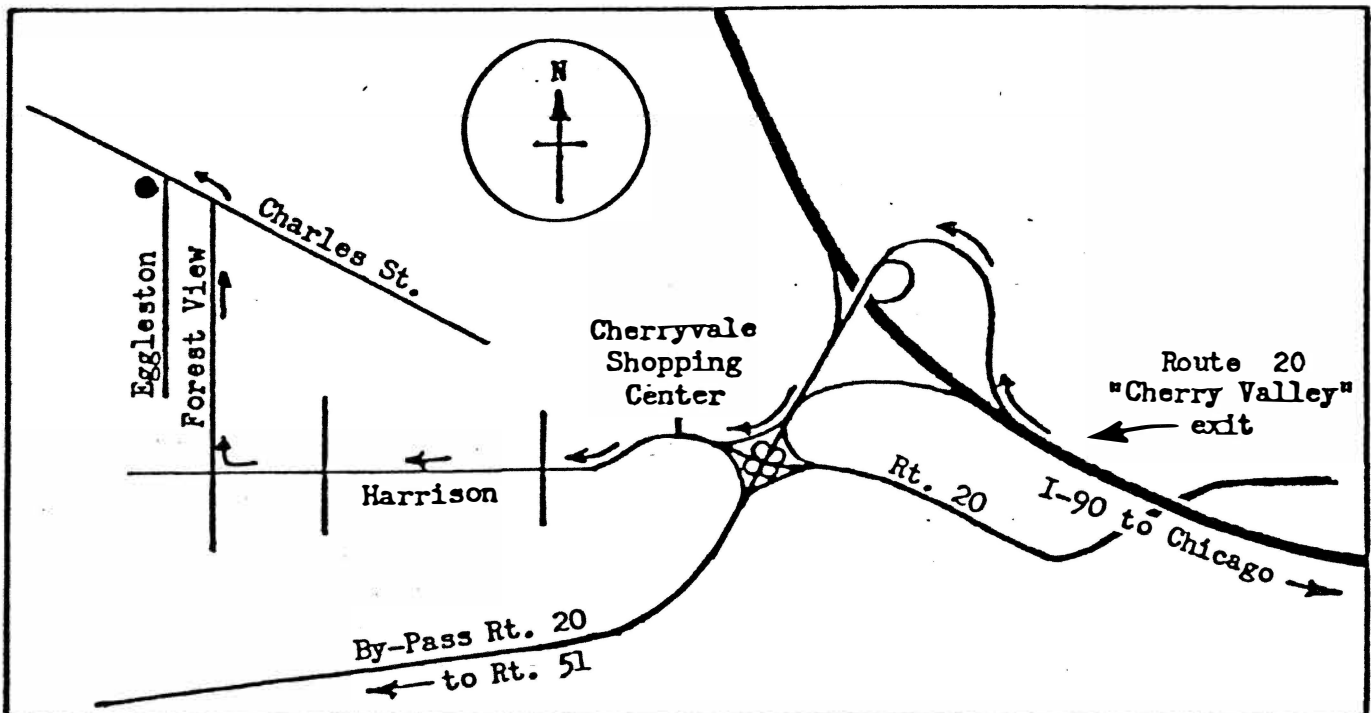 N
Charles St.
Eggleston
Forest View
Cherryvale
Shopping
Center
Route 20
"Cherry Valley"
exit
Harrison
Rt. 20
I-90 to Chicago
By-Pass Rt. 20
to Rt. 51